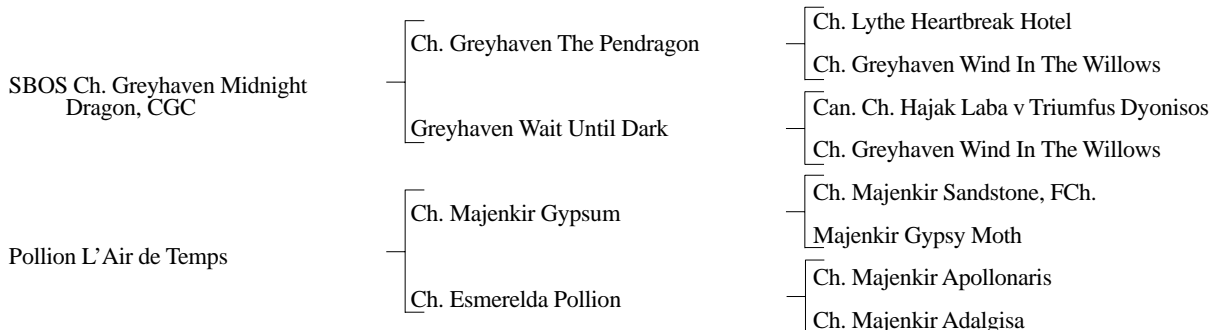 Ch. Lythe Heartbreak Hotel
Ch. Greyhaven The Pendragon
Ch. Greyhaven Wind In The Willows
SBOS Ch. Greyhaven Midnight
Dragon, CGC
Can. Ch. Hajak Laba v Triumfus Dyonisos
Greyhaven Wait Until Dark
Ch. Greyhaven Wind In The Willows
Ch. Majenkir Sandstone, FCh.
Ch. Majenkir Gypsum
Majenkir Gypsy Moth
Pollion L’Air de Temps
Ch. Majenkir Apollonaris
Ch. Esmerelda Pollion
Ch. Majenkir Adalgisa